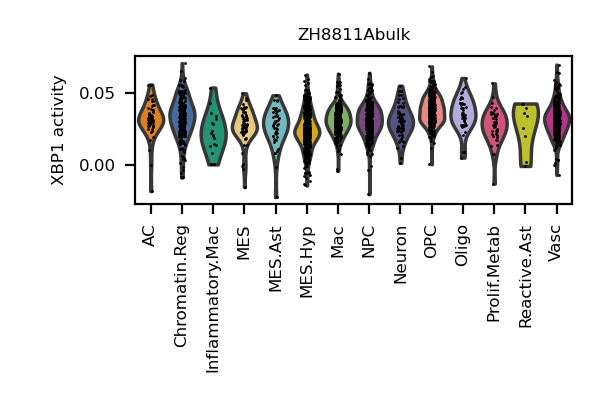 ZH8811Abulk
XBP1 activity
0.05
0.00
AC
Chromatin.Reg
Inflammatory.Mac
MES
MES.Ast
MES.Hyp
Mac
NPC
Neuron
OPC
Oligo
Prolif.Metab
Reactive.Ast
Vasc